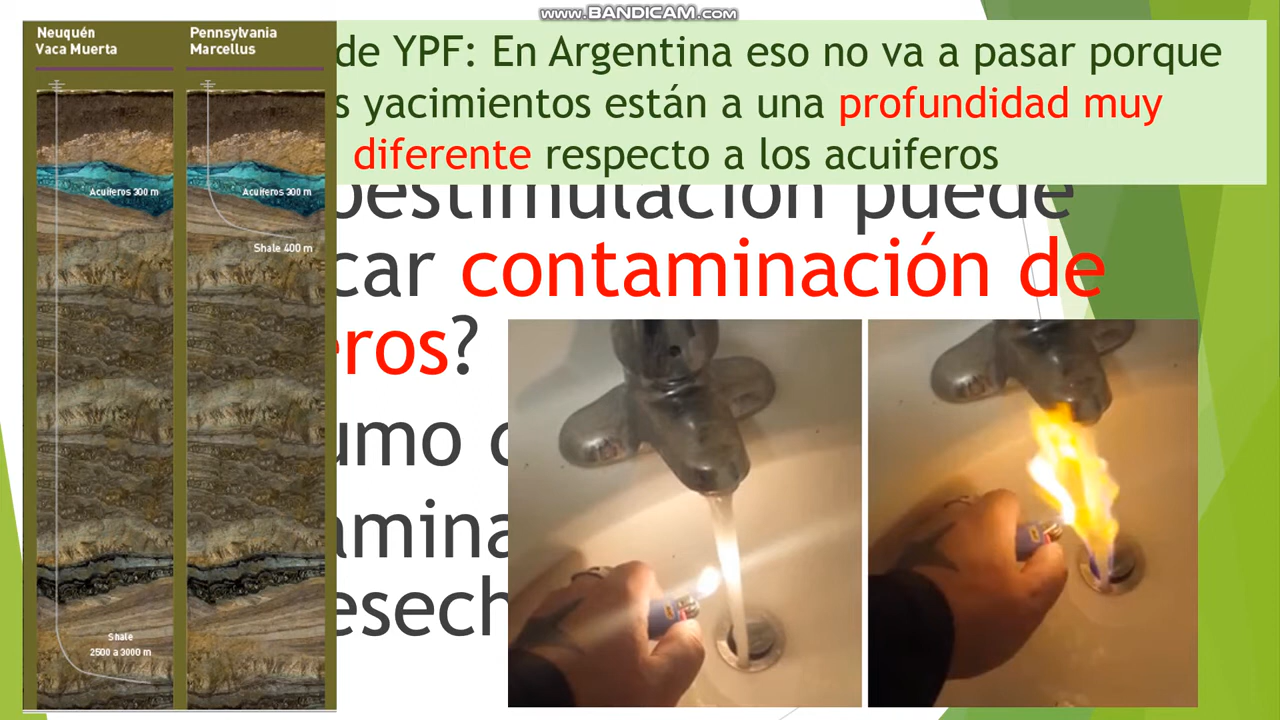 www.BANDICAM.com
Neuquén
Vaca Muerta
Acuíferos 300 m
Shale
2500 a 3000 m
Pennsylvania
Marcellus
Acuíferos 300 m
Shale 400 m
de YPF: En Argentina eso no va a pasar porque
s yacimientos están a una profundidad muy
diferente respecto a los acuiferos
puede
car contaminación de
eros?
umo
amina
esech